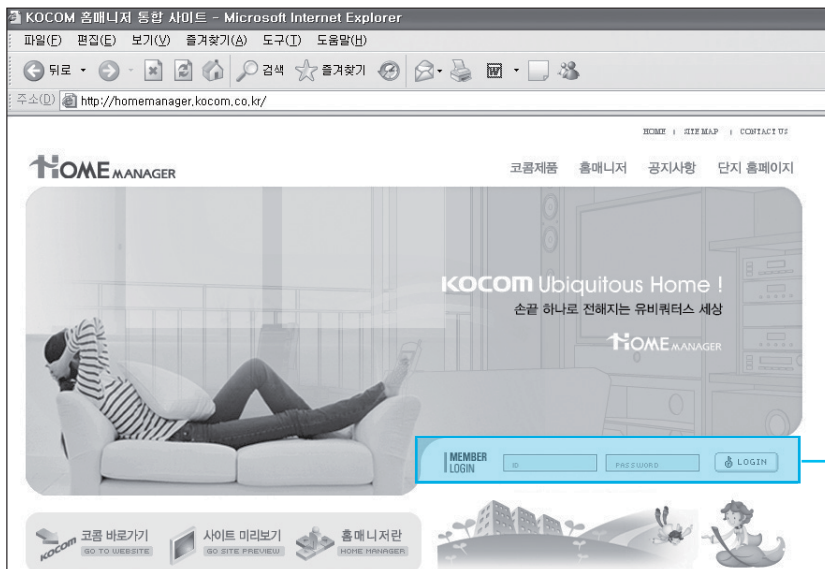 KOCOM 홈매니저 통합 사이트 - Microsoft Internet Explorer
파일(F) 편집(E) 보기(V) 즐겨찾기(A) 도구(T) 도움말(H)
뒤로 검색 즐겨찾기
주소(D) http://homemanager.kocom.co.kr/
HOME | SITE MAP | CONTACT US
HOME MANAGER 코콤제품 홈매니저 공지사항 단지 홈페이지
KOCOM Ubiquitous Home !
손끝 하나로 전해지는 유비쿼터스 세상
HOME MANAGER
MEMBER
LOGIN ID PASSWORD LOGIN
코콤 바로가기 사이트 미리보기 홈매니저란
KOCOM GO TO WEBSITE GO SITE PREVIEW HOME MANAGER